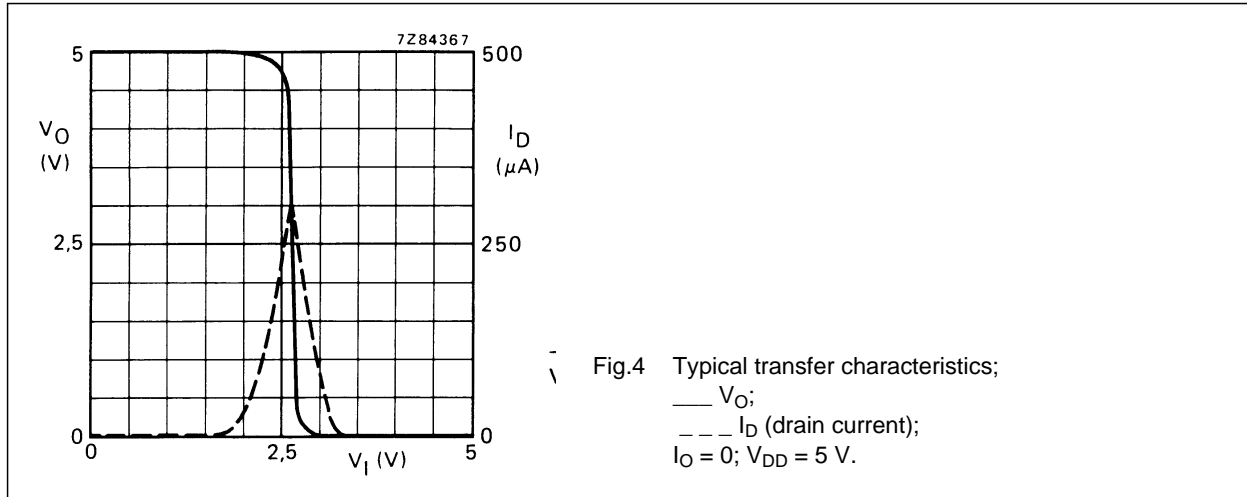 7Z84367
5
500
V_O
(V)
I_D
(μA)
2,5
250
0
0
0
2,5
5
V_I (V)
Fig.4 Typical transfer characteristics;
___ V_O;
_ _ _ I_D (drain current);
I_O = 0; V_DD = 5 V.